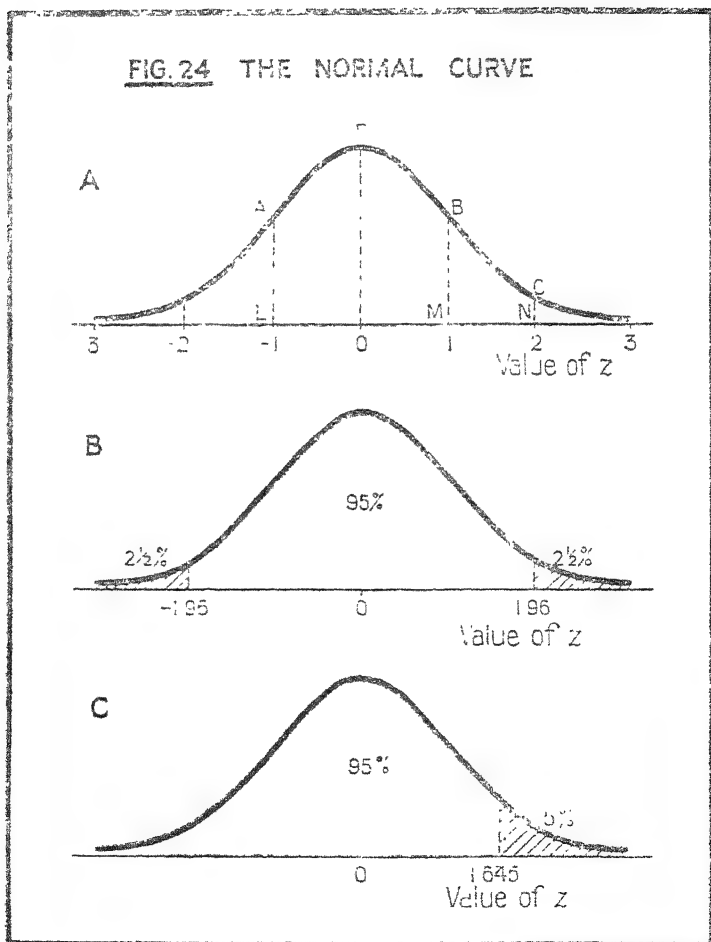 FIG. 24 THE NORMAL CURVE
A
A B
C
L M N
3 -2 -1 0 1 2 3
Value of z
B
95%
2½% 2½%
-1.96 0 1.96
Value of z
C
95%
5%
0 1.645
Value of z